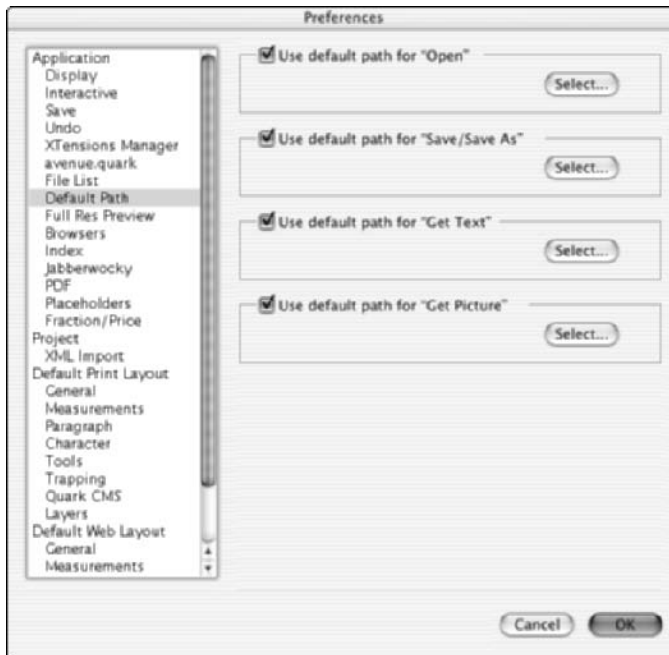 Preferences
Application
Display
Interactive
Save
Undo
XTensions Manager
avenue.quark
File List
Default Path
Full Res Preview
Browsers
Index
Jabberwocky
PDF
Placeholders
Fraction/Price
Project
XML Import
Default Print Layout
General
Measurements
Paragraph
Character
Tools
Trapping
Quark CMS
Layers
Default Web Layout
General
Measurements
Use default path for "Open"
Select...
Use default path for "Save/Save As"
Select...
Use default path for "Get Text"
Select...
Use default path for "Get Picture"
Select...
Cancel
OK